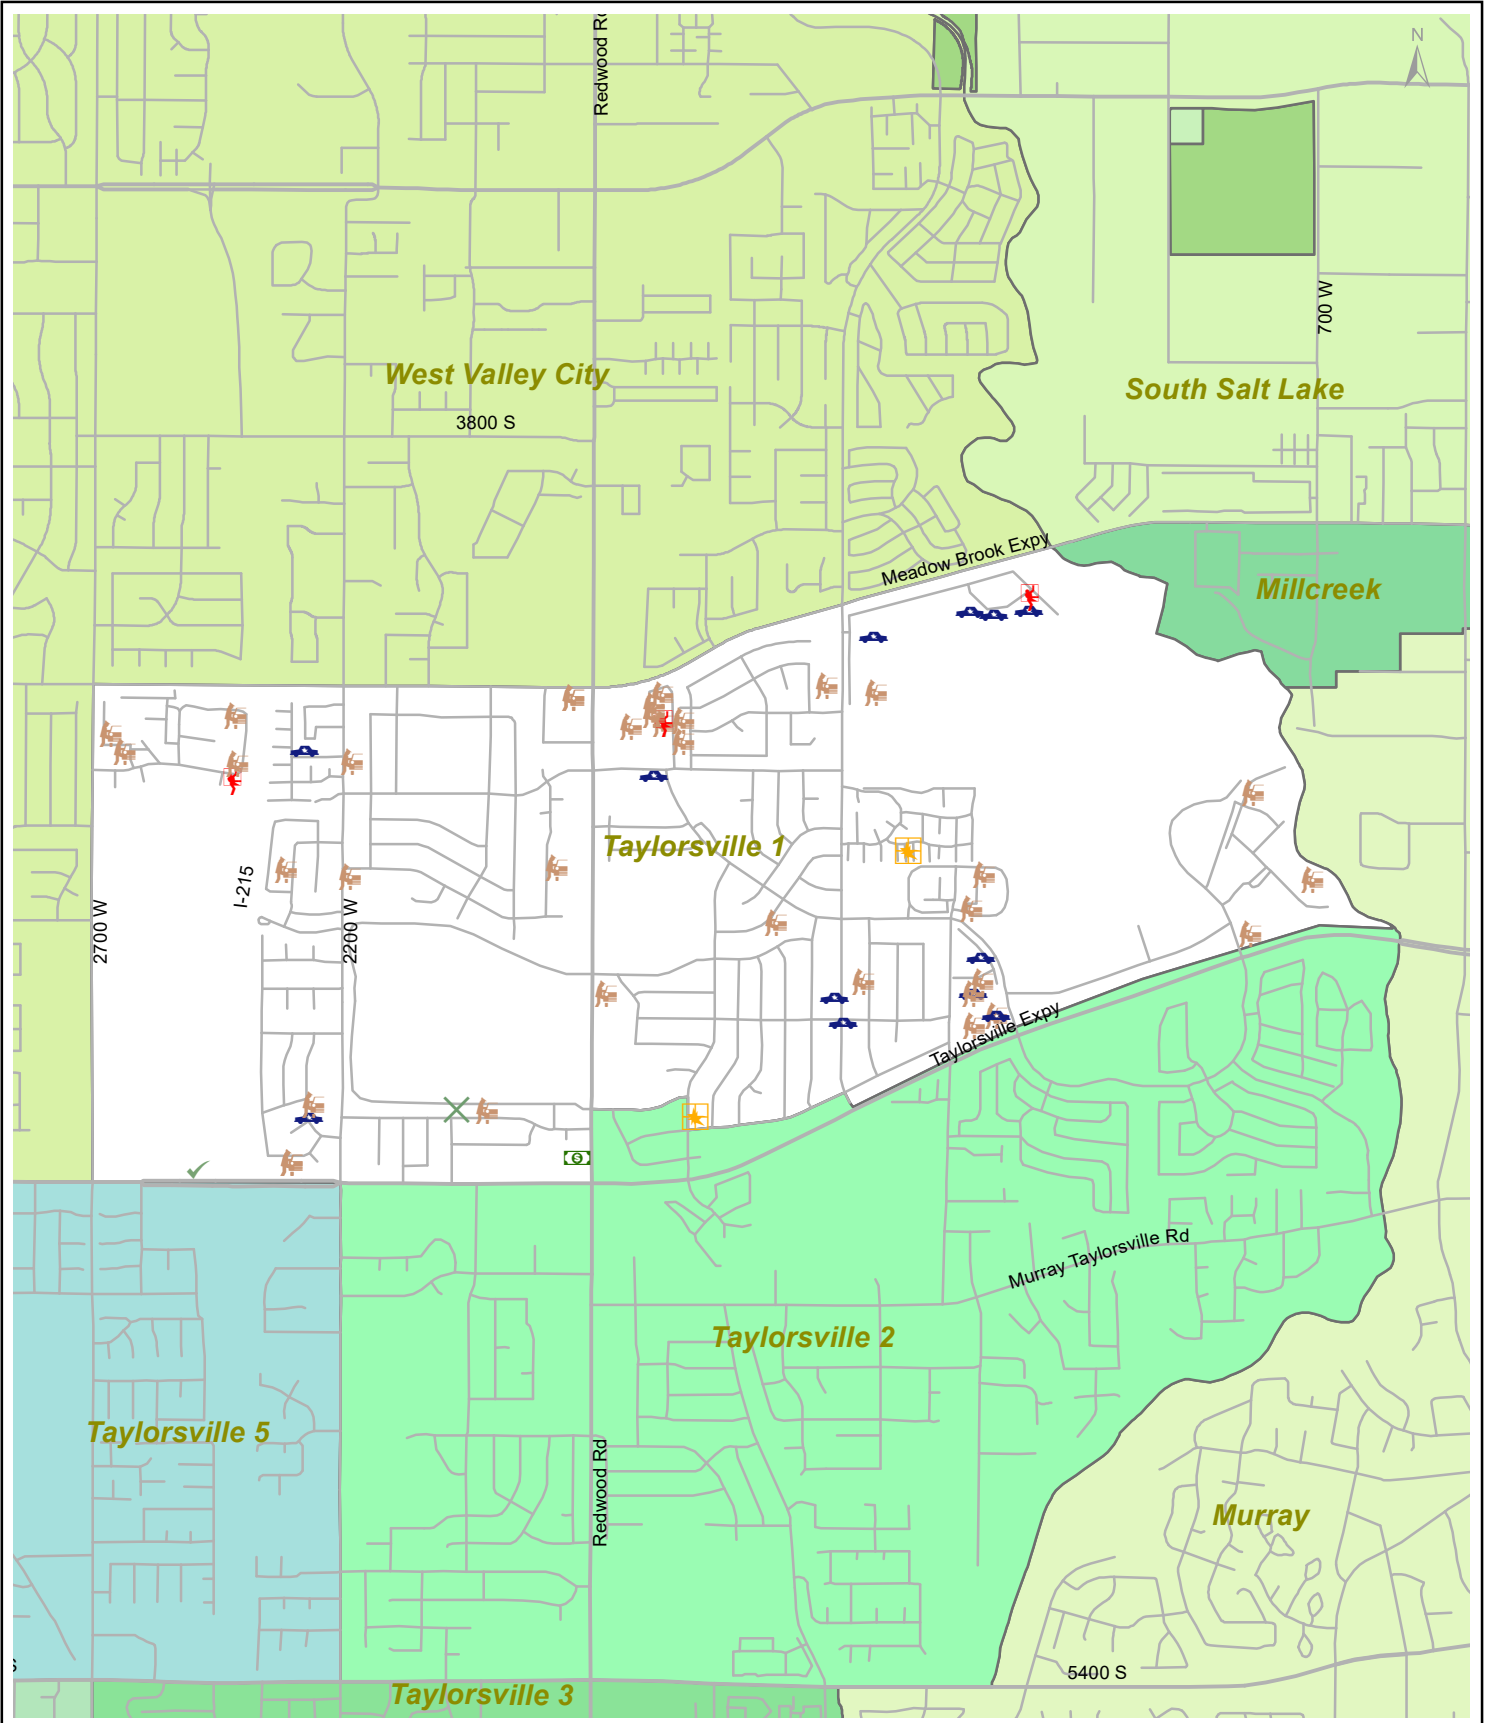 Redwood Rd
N
700 W
West Valley City
South Salt Lake
3800 S
Meadow Brook Expy
Millcreek
Taylorsville 1
I-215
2700 W
2200 W
Taylorsville Expy
Murray Taylorsville Rd
Taylorsville 2
Taylorsville 5
Redwood Rd
Murray
5400 S
Taylorsville 3